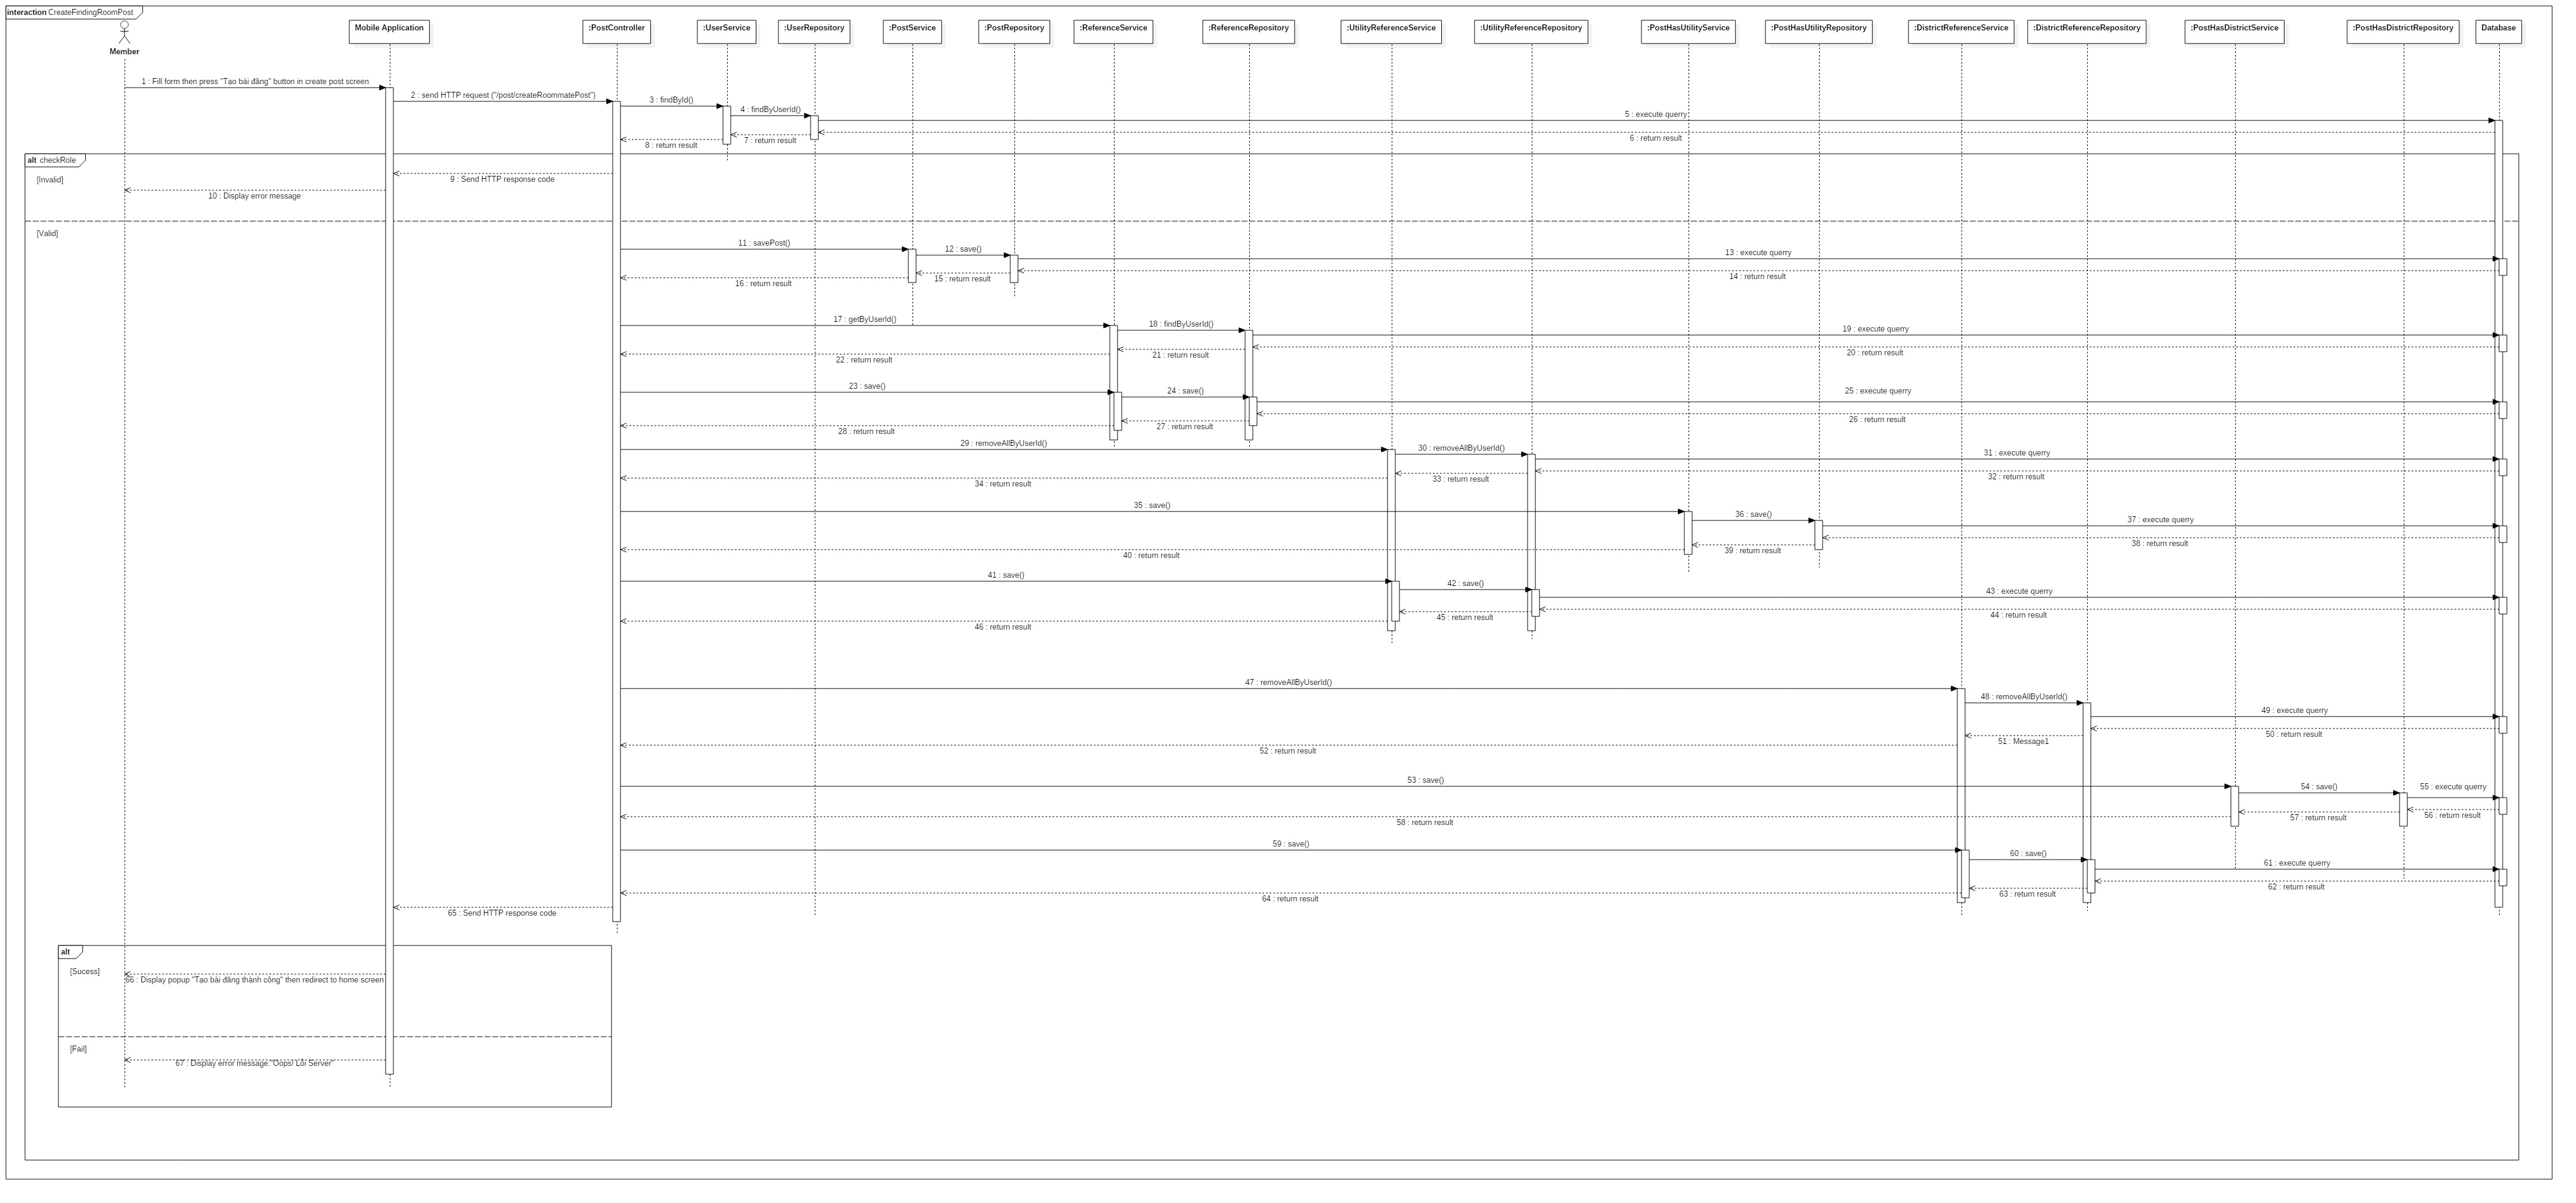 interaction CreateFindingRoomPost
Member
Mobile Application
:PostController
:UserService
:UserRepository
:PostService
:PostRepository
:ReferenceService
:ReferenceRepository
:UtilityReferenceService
:UtilityReferenceRepository
:PostHasUtilityService
:PostHasUtilityRepository
:DistrictReferenceService
:DistrictReferenceRepository
:PostHasDistrictService
:PostHasDistrictRepository
Database
1 : Fill form then press "Tạo bài đăng" button in create post screen
2 : send HTTP request ("/post/createRoommatePost")
3 : findById()
4 : findByUserId()
5 : execute querry
6 : return result
7 : return result
8 : return result
alt checkRole
[Invalid]
9 : Send HTTP response code
10 : Display error message
[Valid]
11 : savePost()
12 : save()
13 : execute querry
14 : return result
15 : return result
16 : return result
17 : getByUserId()
18 : findByUserId()
19 : execute querry
20 : return result
21 : return result
22 : return result
23 : save()
24 : save()
25 : execute querry
26 : return result
27 : return result
28 : return result
29 : removeAllByUserId()
30 : removeAllByUserId()
31 : execute querry
32 : return result
33 : return result
34 : return result
35 : save()
36 : save()
37 : execute querry
38 : return result
39 : return result
40 : return result
41 : save()
42 : save()
43 : execute querry
44 : return result
45 : return result
46 : return result
47 : removeAllByUserId()
48 : removeAllByUserId()
49 : execute querry
50 : return result
51 : Message1
52 : return result
53 : save()
54 : save()
55 : execute querry
56 : return result
57 : return result
58 : return result
59 : save()
60 : save()
61 : execute querry
62 : return result
63 : return result
64 : return result
65 : Send HTTP response code
alt
[Sucess]
66 : Display popup "Tạo bài đăng thành công" then redirect to home screen
[Fail]
67 : Display error message:"Oops! Lỗi Server"